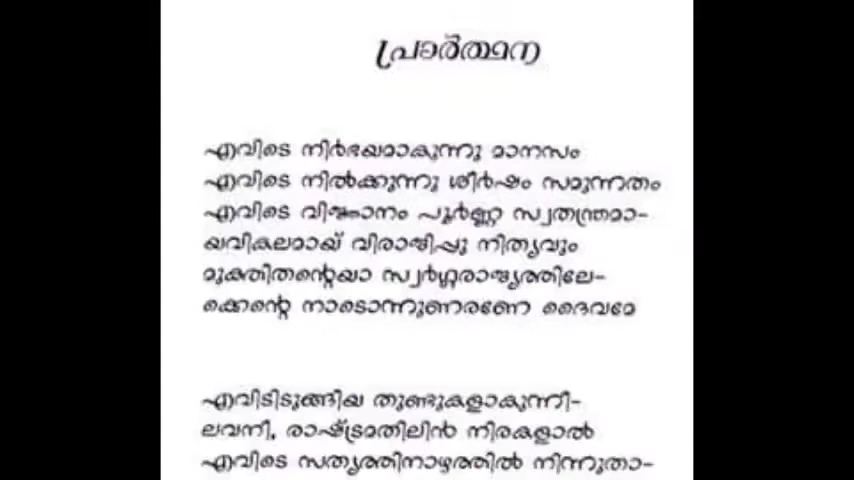 പ്രാർത്ഥന
എവിടെ നിർഭയമാകുന്നു മാനസം
എവിടെ നിൽക്കുന്നു ശീർഷം സമുന്നതം
എവിടെ വിജ്ഞാനം പൂർണ്ണ സ്വതന്ത്രമാ-
യവികലമായ് വിരാജിപ്പു നിത്യവും
മുക്തിതന്റെയാ സ്വർഗ്ഗരാജ്യത്തിലേ-
ക്കെന്റെ നാടൊന്നുണരണേ ദൈവമേ
എവിടിടുങ്ങിയ തുണ്ടുകളാകുന്നീ-
ലവനി, രാഷ്ട്രമതിലിൻ നിരകളാൽ
എവിടെ സത്യത്തിനാഴത്തിൽ നിന്നുതാ-